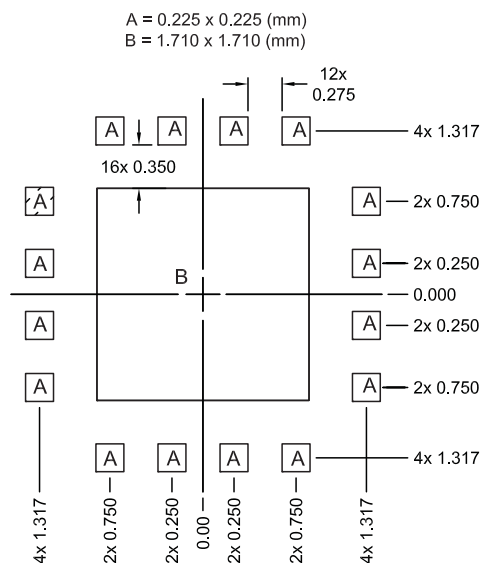 A = 0.225 x 0.225 (mm)
B = 1.710 x 1.710 (mm)
12x
0.275
A A A A
4x 1.317
16x 0.350
A A
2x 0.750
A A
2x 0.250
B
0.000
A A
2x 0.250
A A
2x 0.750
A A A A
4x 1.317
4x 1.317
2x 0.750
2x 0.250
0.00
2x 0.250
2x 0.750
4x 1.317